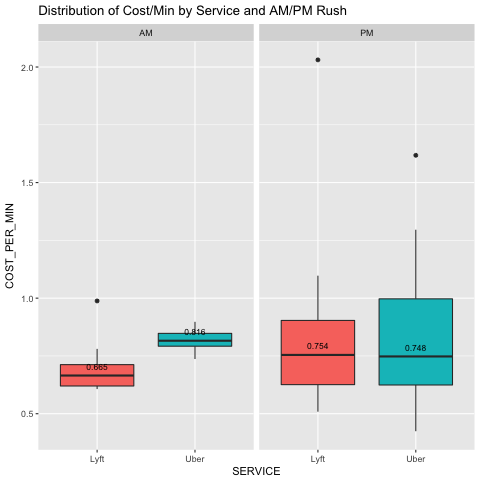 Distribution of Cost/Min by Service and AM/PM Rush
AM
PM
COST_PER_MIN
2.0
1.5
1.0
0.5
0.665
0.816
0.754
0.748
Lyft
Uber
Lyft
Uber
SERVICE